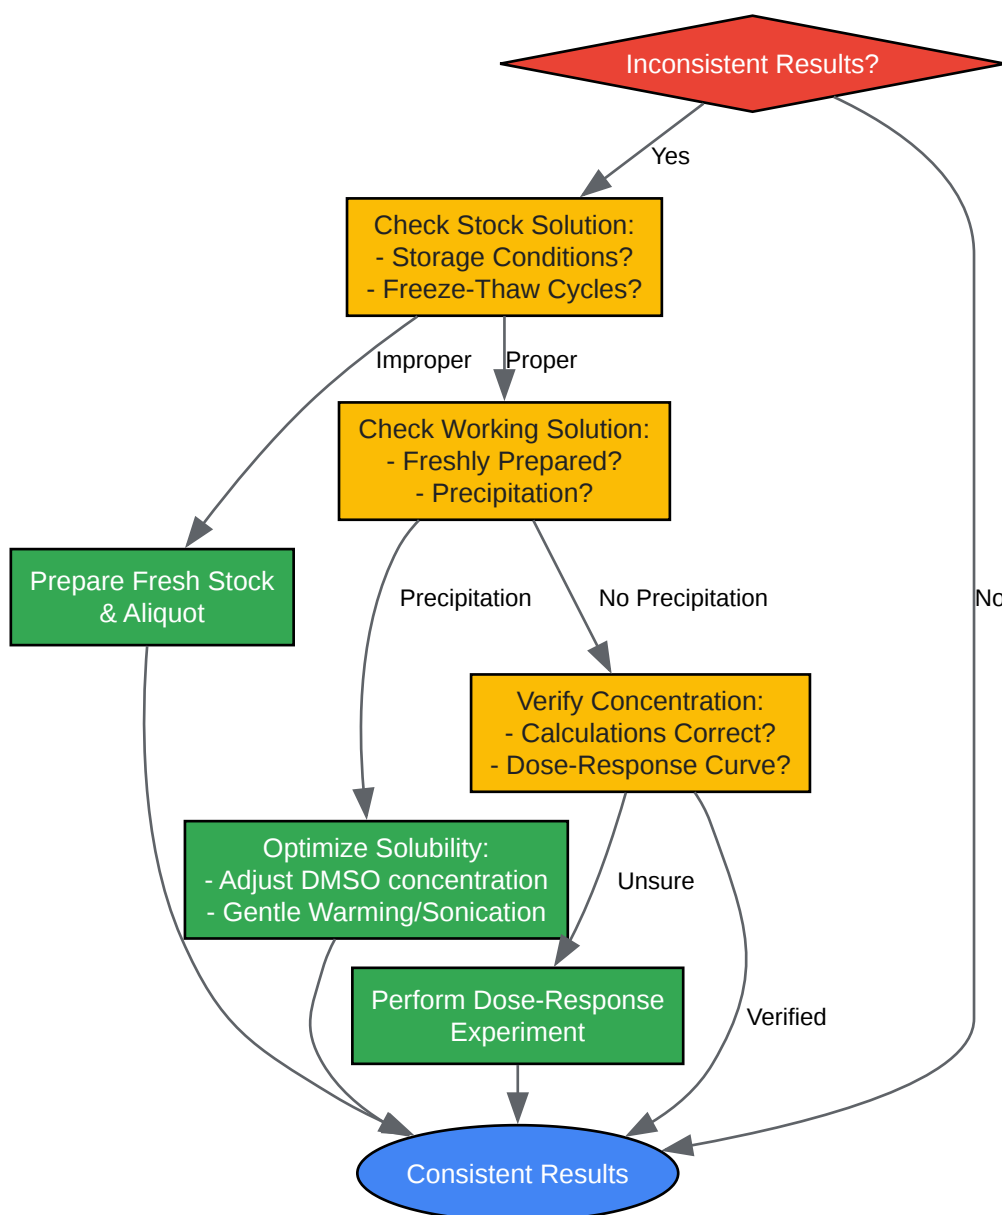 Inconsistent Results?
Yes
Check Stock Solution:
- Storage Conditions?
- Freeze-Thaw Cycles?
Improper
Proper
Check Working Solution:
- Freshly Prepared?
- Precipitation?
Prepare Fresh Stock
& Aliquot
Precipitation
No Precipitation
No
Verify Concentration:
- Calculations Correct?
- Dose-Response Curve?
Optimize Solubility:
- Adjust DMSO concentration
- Gentle Warming/Sonication
Unsure
Perform Dose-Response
Experiment
Verified
Consistent Results